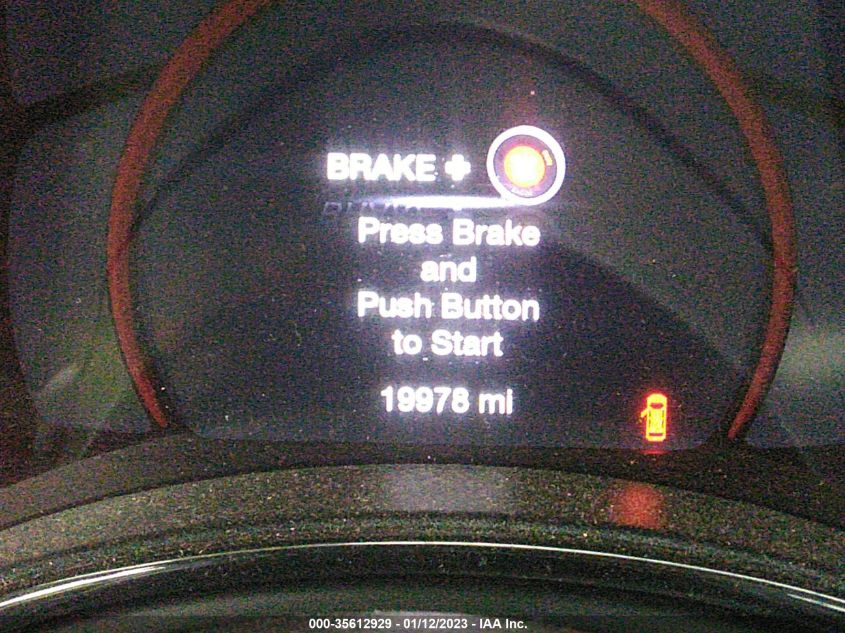 BRAKE +
Press Brake
and
Push Button
to Start
19978 mi
000-35612929 - 01/12/2023 - IAA Inc.